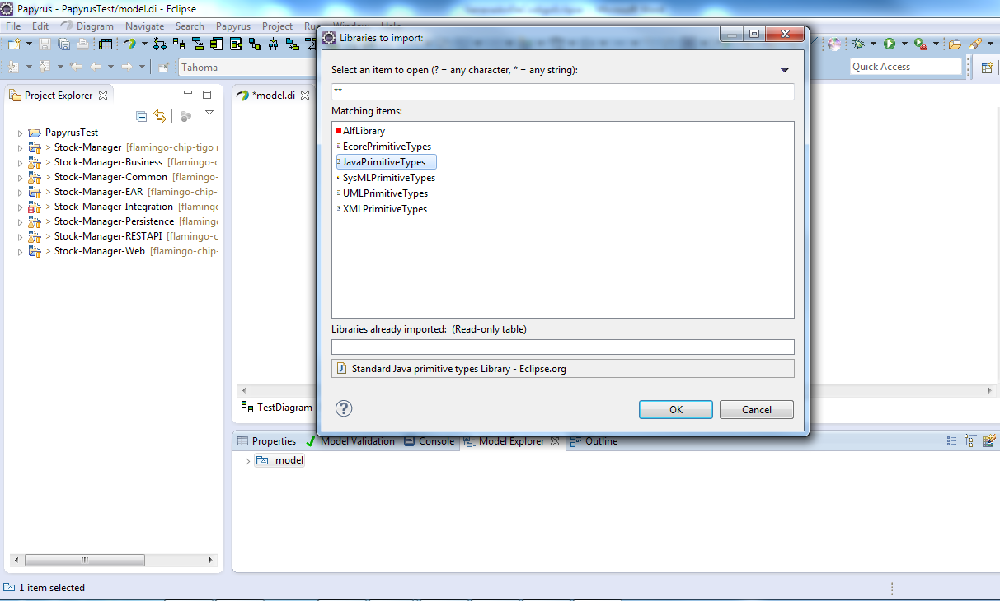 Papyrus - PapyrusTest/model.di - Eclipse
File Edit Diagram Navigate Search Papyrus Project
Libraries to import:
Select an item to open (? = any character, * = any string):
Tahoma
Quick Access
**
Project Explorer
*model.di
Matching items:
AlfLibrary
EcorePrimitiveTypes
JavaPrimitiveTypes
SysMLPrimitiveTypes
UMLPrimitiveTypes
XMLPrimitiveTypes
PapyrusTest
> Stock-Manager [flamingo-chip-tigo
> Stock-Manager-Business [flamingo-c
> Stock-Manager-Common [flamingo
> Stock-Manager-EAR [flamingo-chip-
> Stock-Manager-Integration [flaming
> Stock-Manager-Persistence [flaming
> Stock-Manager-RESTAPI [flamingo-c
> Stock-Manager-Web [flamingo-chip-
Libraries already imported: (Read-only table)
Standard Java primitive types Library - Eclipse.org
TestDiagram
OK
Cancel
Properties Model Validation Console Model Explorer Outline
model
1 item selected